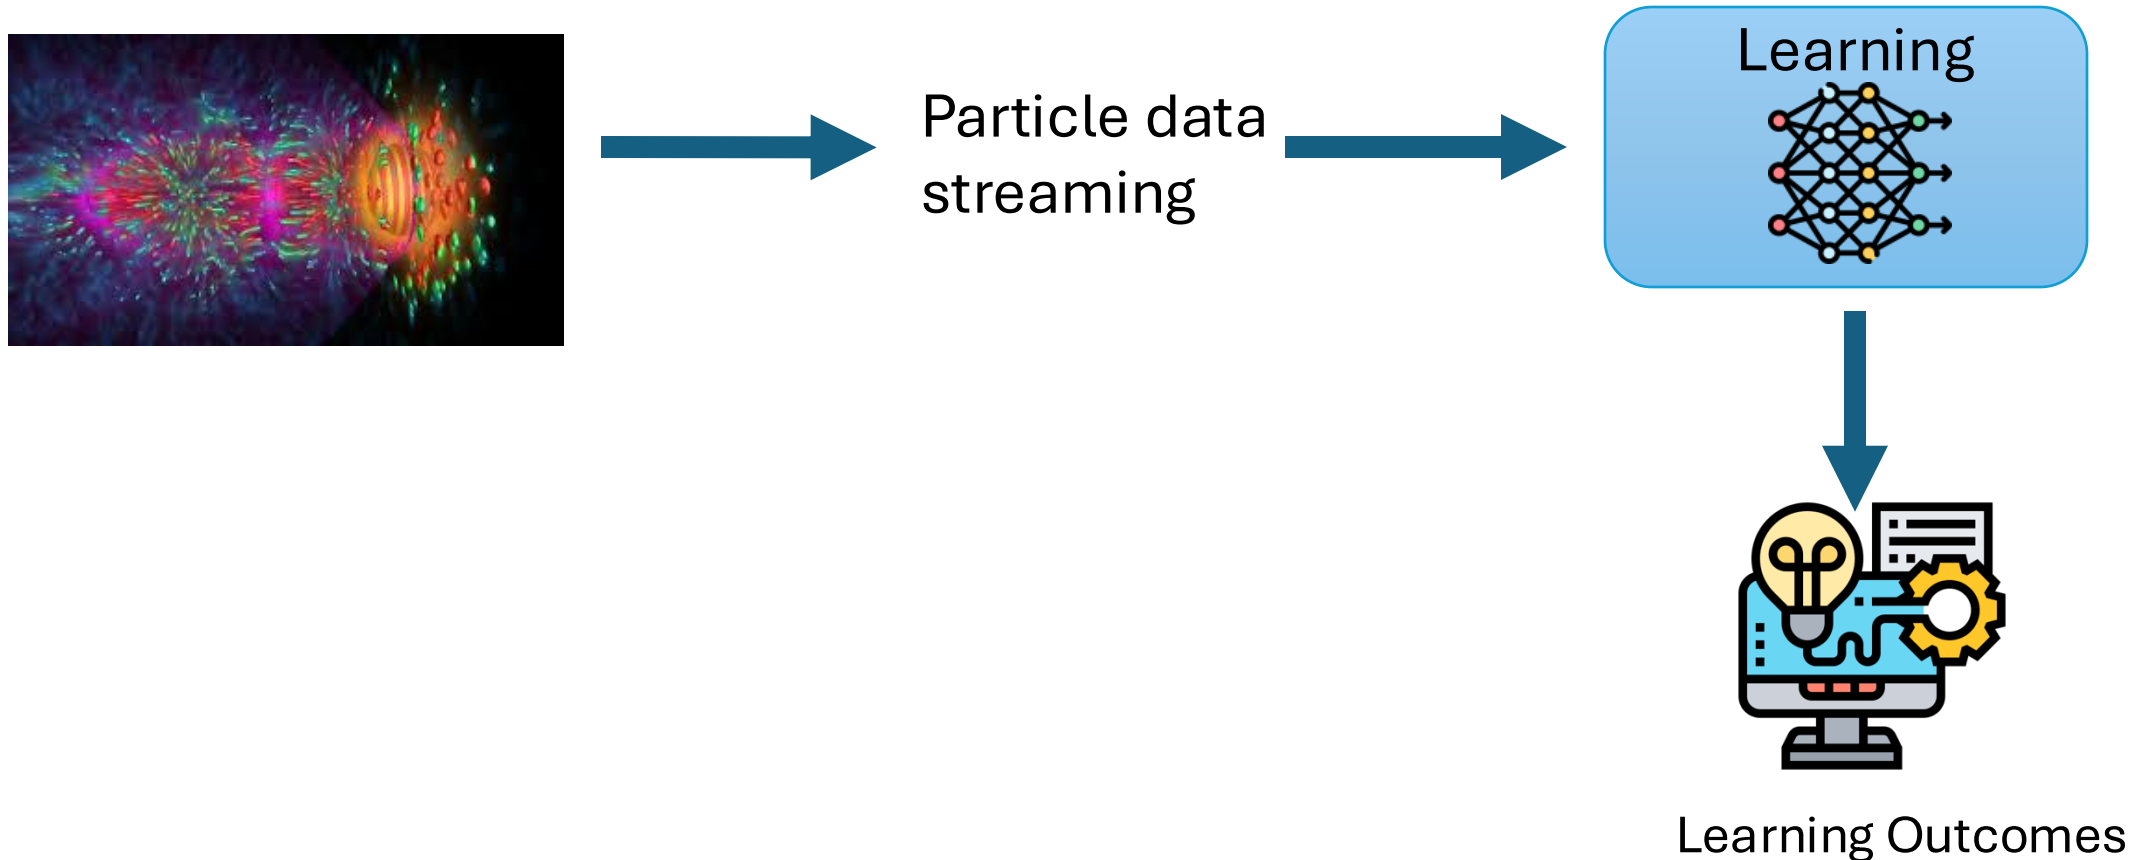 Learning
Particle data
streaming
Learning Outcomes